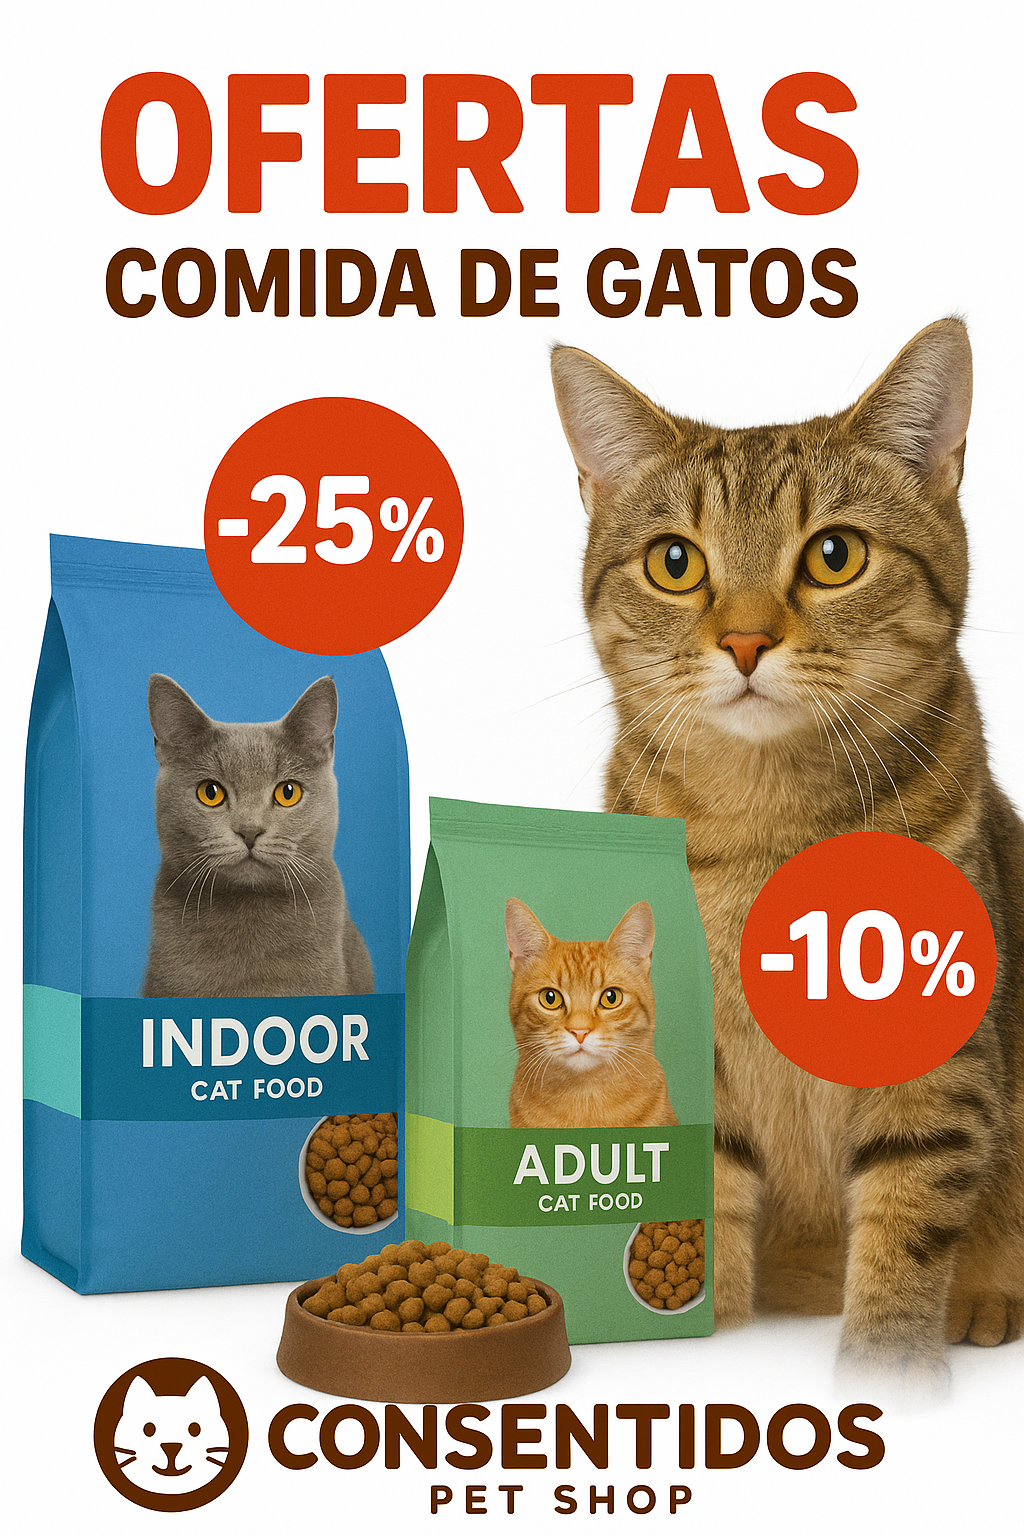 OFERTAS
COMIDA DE GATOS
-25%
INDOOR
CAT FOOD
-10%
ADULT
CAT FOOD
CONSENTIDOS
PET SHOP